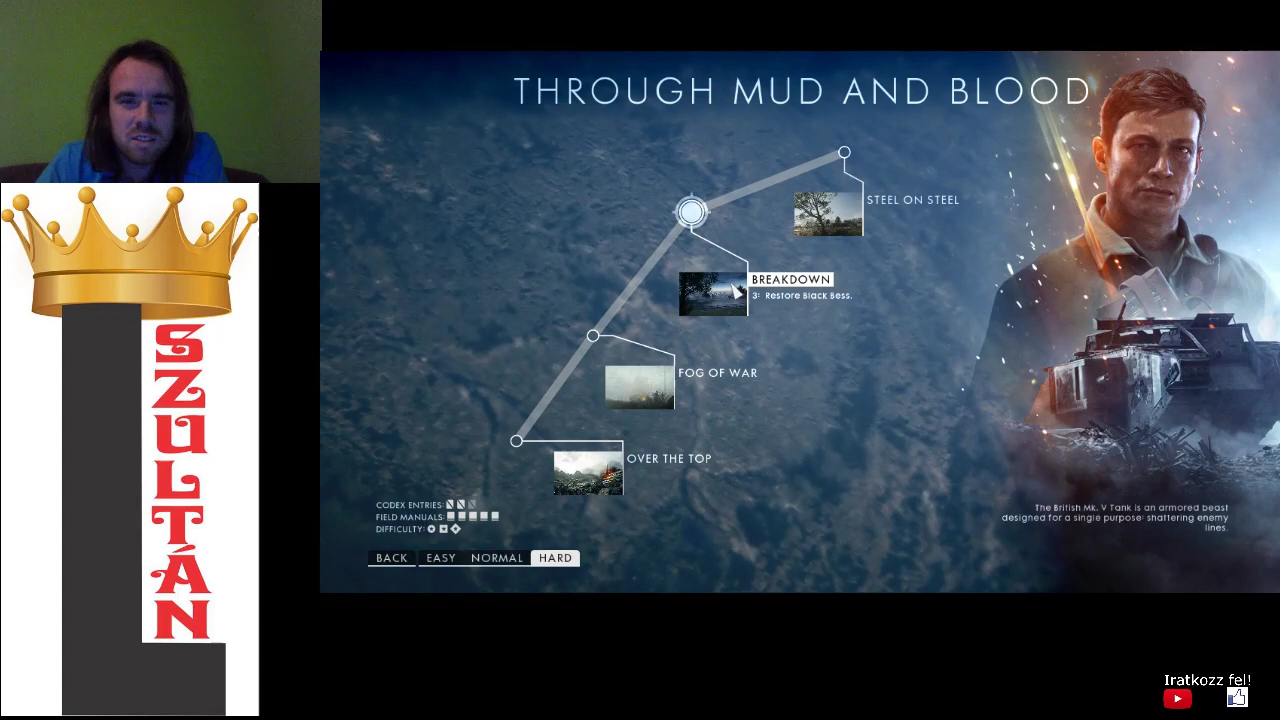 THROUGH MUD AND BLOOD
STEEL ON STEEL
BREAKDOWN
3: Restore Black Bess.
FOG OF WAR
OVER THE TOP
CODEX ENTRIES:
FIELD MANUALS:
DIFFICULTY:
BACK EASY NORMAL HARD
The British Mk. V Tank is an armored beast
designed for a single purpose: shattering enemy
lines.
L
SZULTÁN
Iratkozz fel!